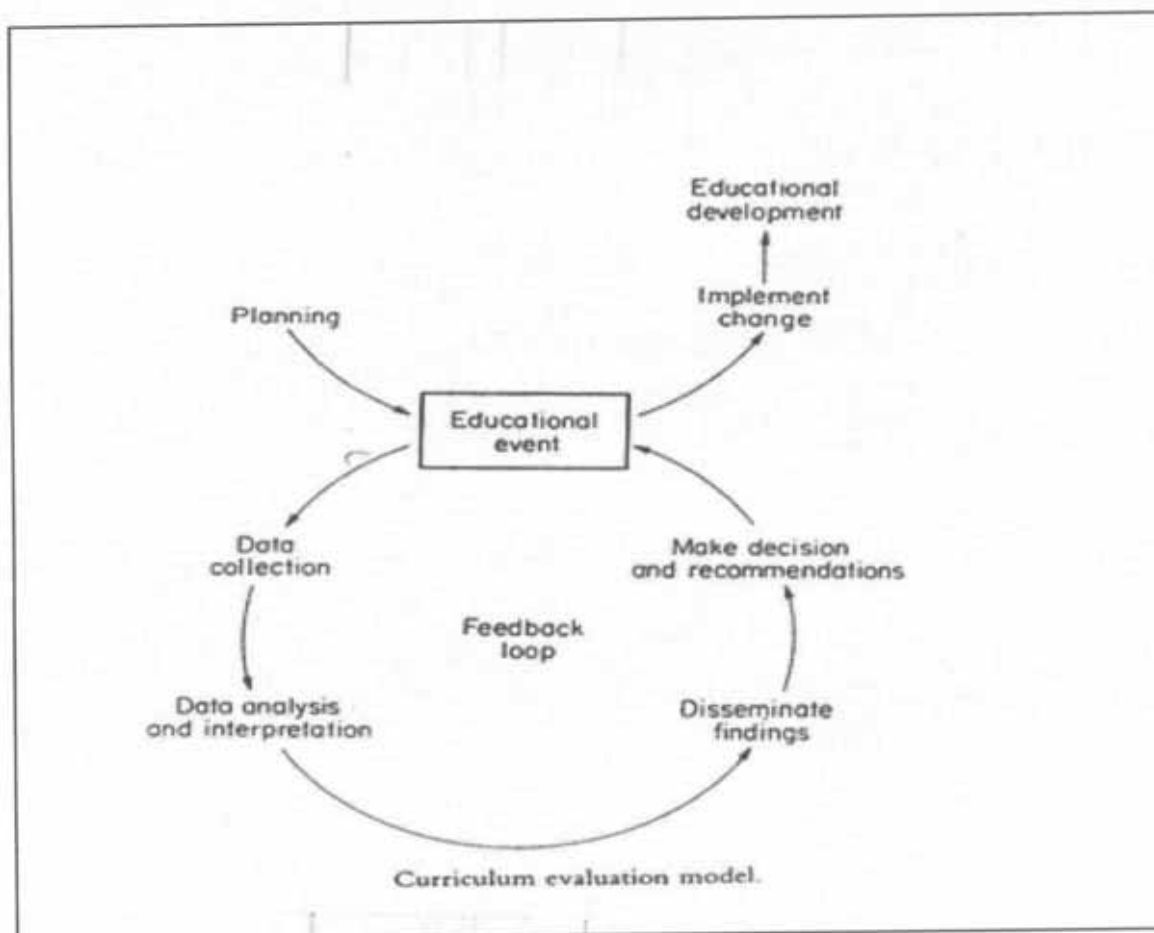 Educational
development
Implement
change
Planning
Educational
event
Data
collection
Make decision
and recommendations
Feedback
loop
Data analysis
and interpretation
Disseminate
findings
Curriculum evaluation model.